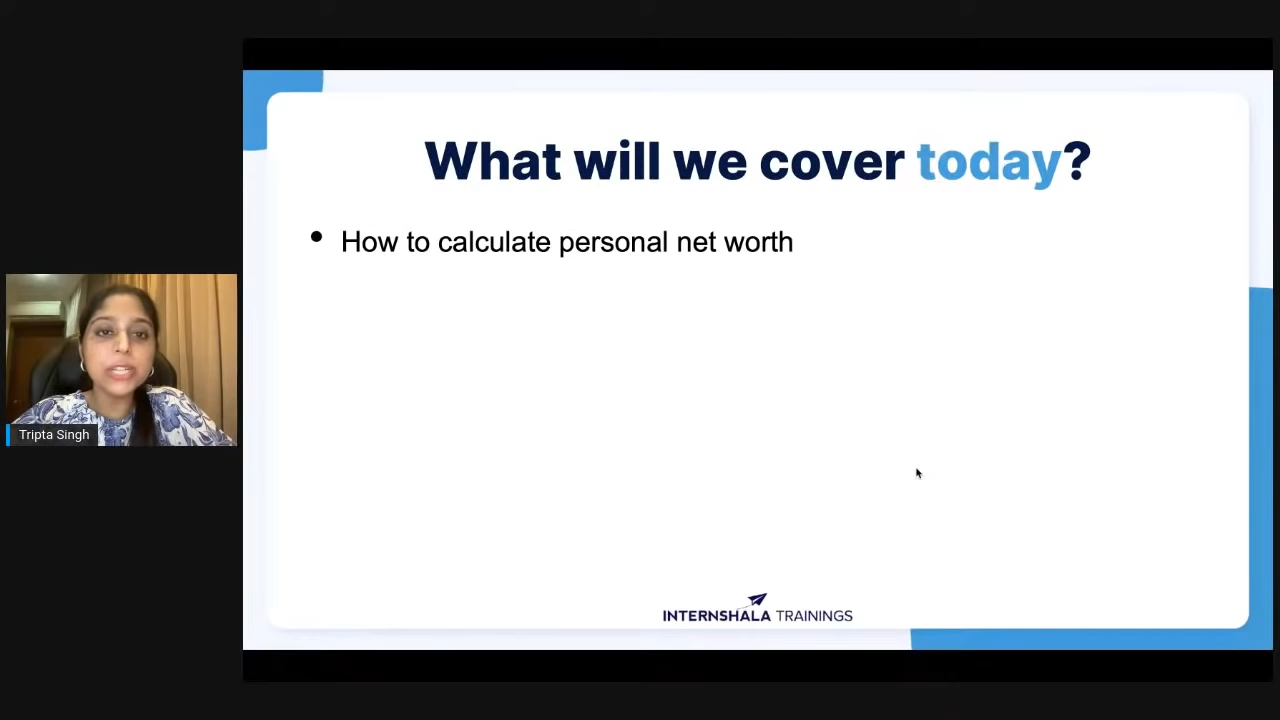 What will we cover today?
• How to calculate personal net worth
Tripta Singh
INTERNSHALA TRAININGS